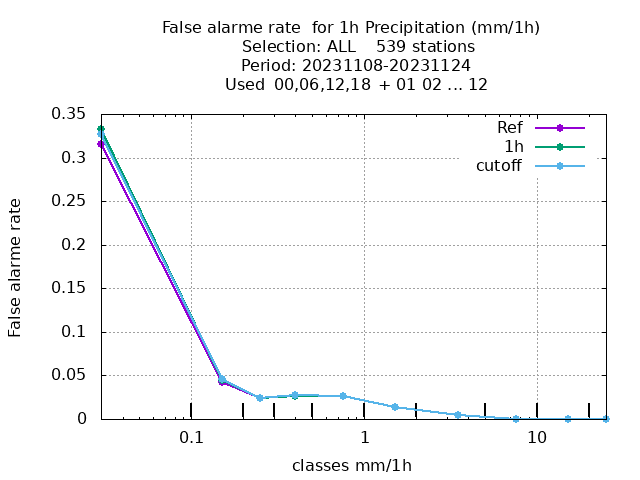 False alarme rate  for 1h Precipitation (mm/1h)
Selection: ALL    539 stations
Period: 20231108-20231124
Used  00,06,12,18  + 01 02 ... 12
Ref
1h
cutoff
False alarme rate
0.35
0.3
0.25
0.2
0.15
0.1
0.05
0
0.1 1 10
classes mm/1h